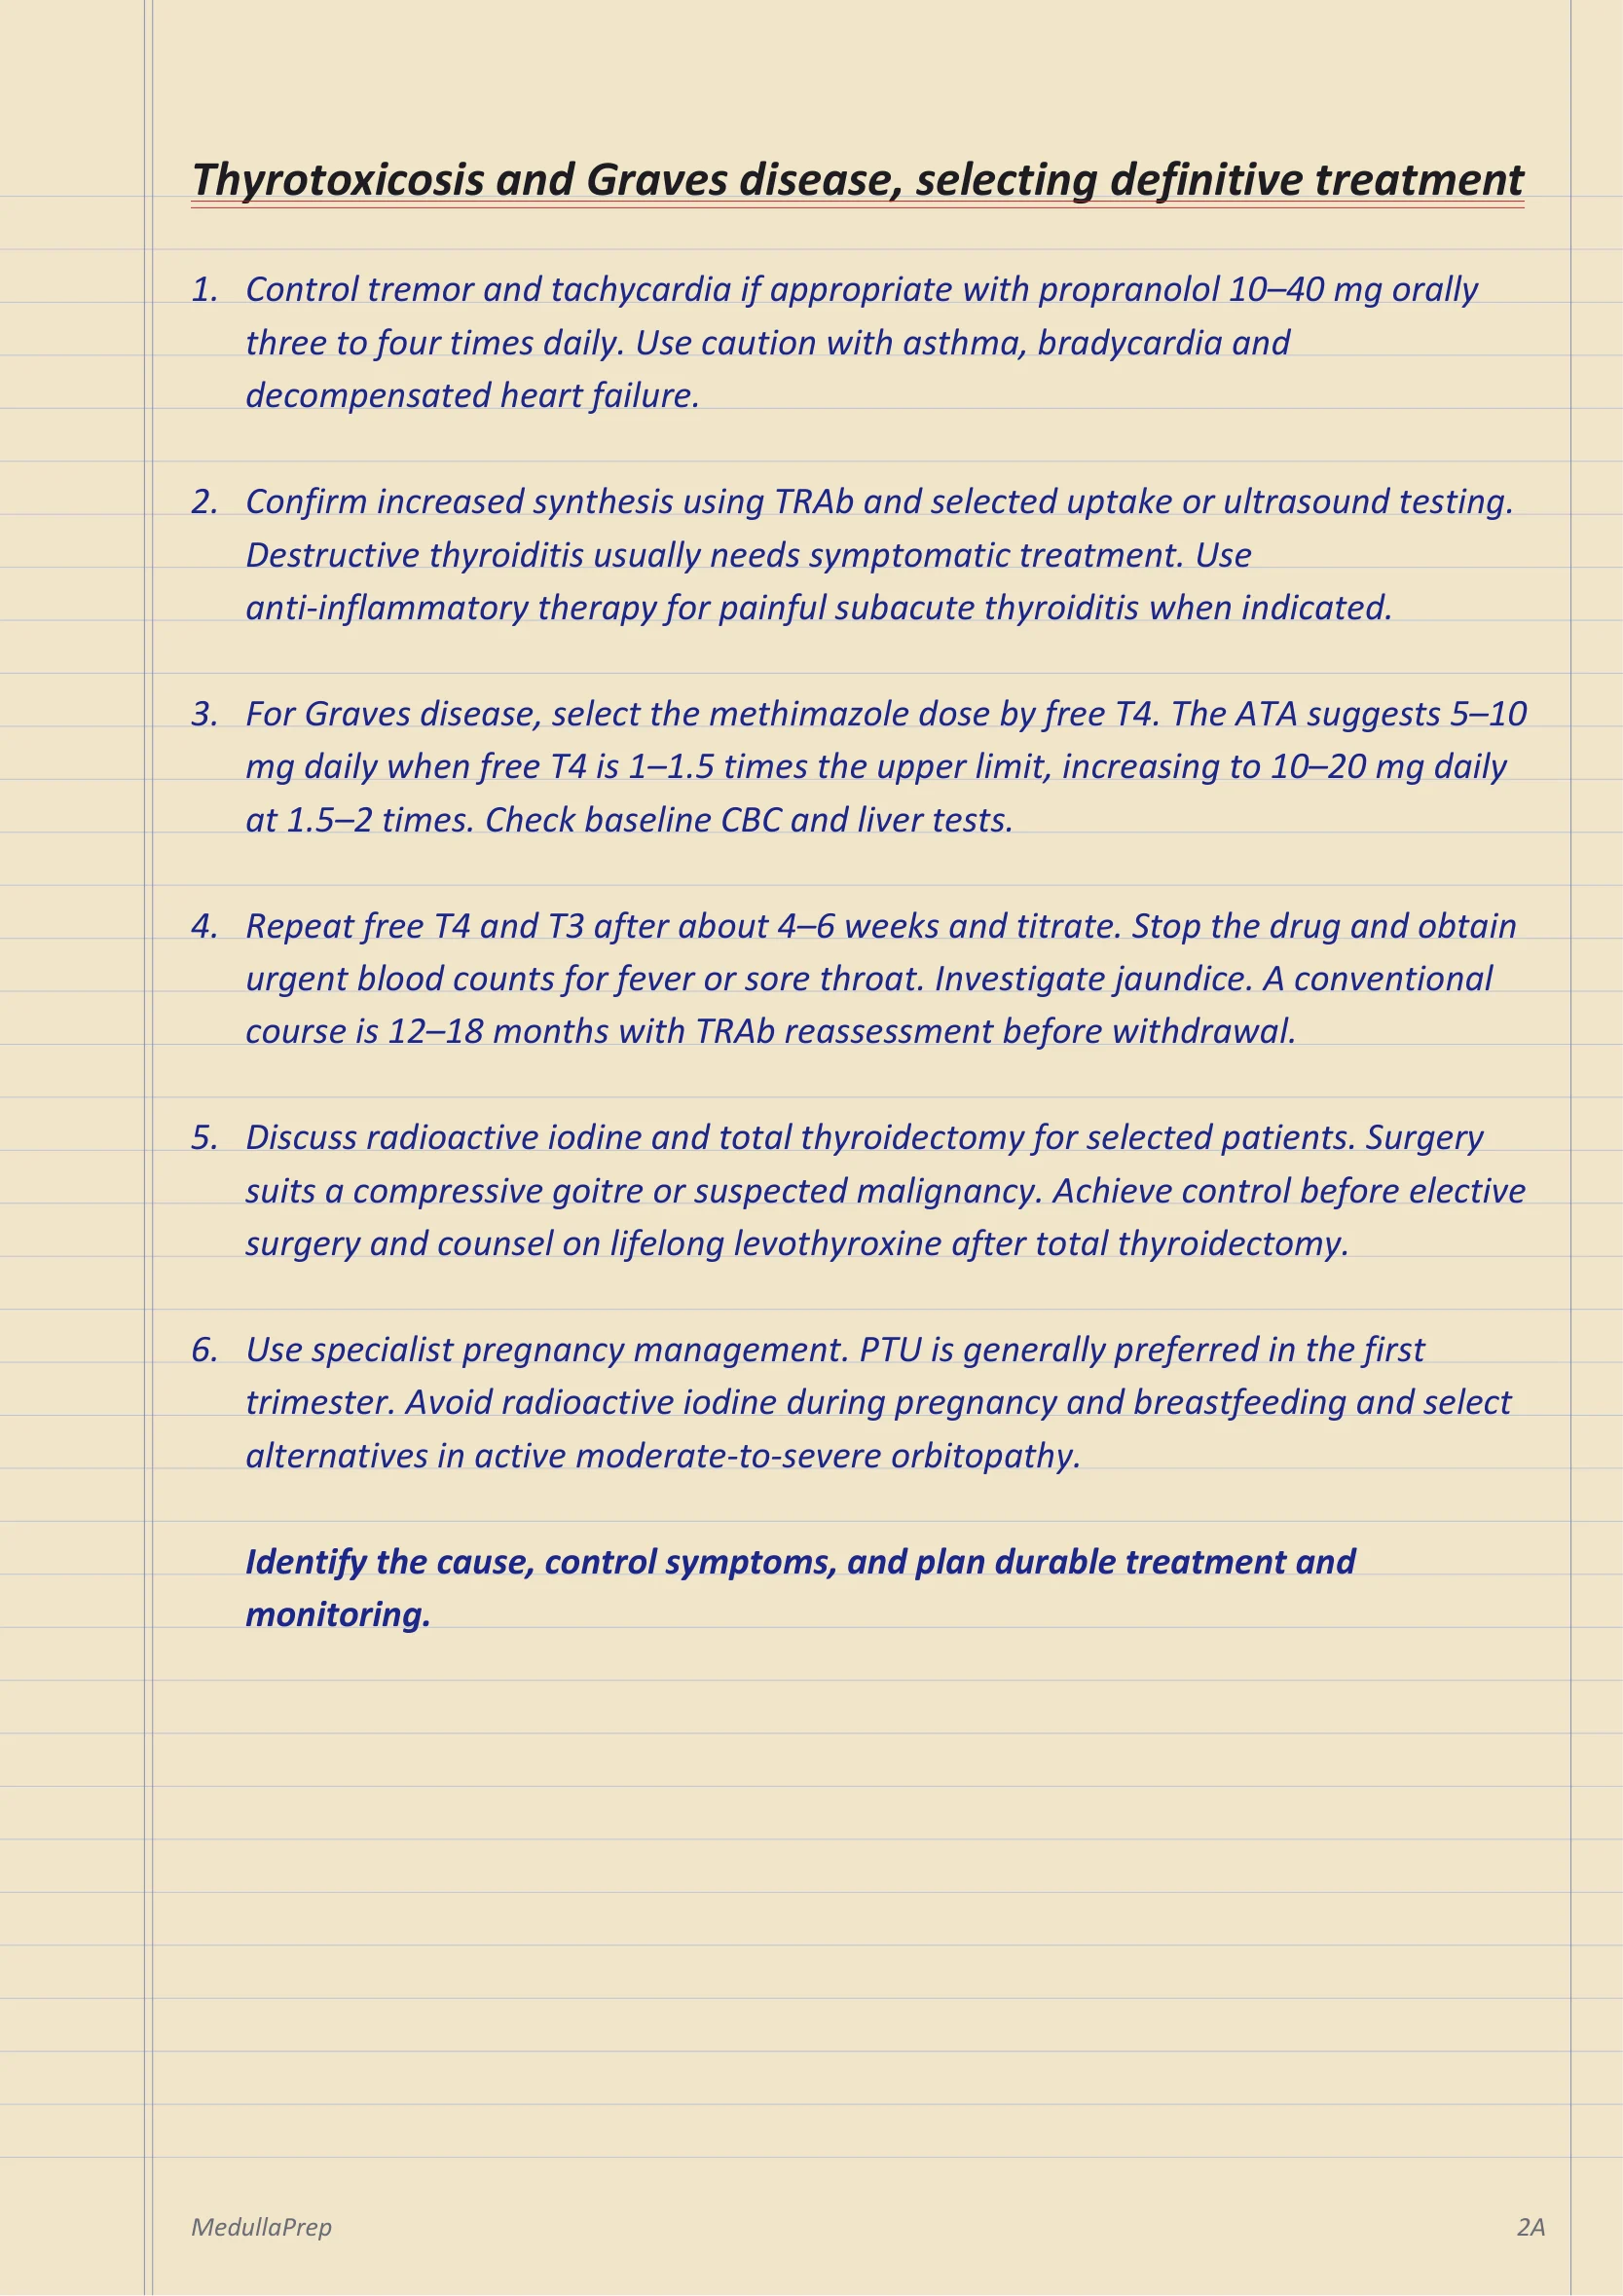 Thyrotoxicosis and Graves disease, selecting definitive treatment
1. Control tremor and tachycardia if appropriate with propranolol 10–40 mg orally
three to four times daily. Use caution with asthma, bradycardia and
decompensated heart failure.
2. Confirm increased synthesis using TRAb and selected uptake or ultrasound testing.
Destructive thyroiditis usually needs symptomatic treatment. Use
anti-inflammatory therapy for painful subacute thyroiditis when indicated.
3. For Graves disease, select the methimazole dose by free T4. The ATA suggests 5–10
mg daily when free T4 is 1–1.5 times the upper limit, increasing to 10–20 mg daily
at 1.5–2 times. Check baseline CBC and liver tests.
4. Repeat free T4 and T3 after about 4–6 weeks and titrate. Stop the drug and obtain
urgent blood counts for fever or sore throat. Investigate jaundice. A conventional
course is 12–18 months with TRAb reassessment before withdrawal.
5. Discuss radioactive iodine and total thyroidectomy for selected patients. Surgery
suits a compressive goitre or suspected malignancy. Achieve control before elective
surgery and counsel on lifelong levothyroxine after total thyroidectomy.
6. Use specialist pregnancy management. PTU is generally preferred in the first
trimester. Avoid radioactive iodine during pregnancy and breastfeeding and select
alternatives in active moderate-to-severe orbitopathy.
Identify the cause, control symptoms, and plan durable treatment and
monitoring.
MedullaPrep
2A